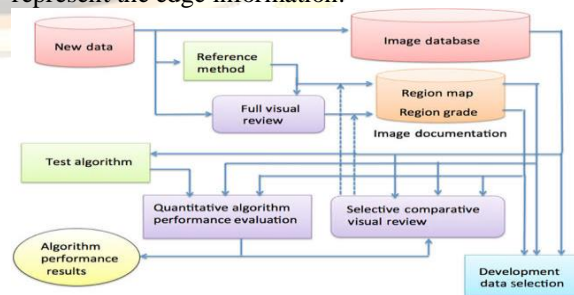 represent the edge information.
New data
Image database
Reference
method
Region map
Full visual
review
Region grade
Image documentation
Test algorithm
Quantitative algorithm
performance evaluation
Selective comparative
visual review
Algorithm
performance
results
Development
data selection